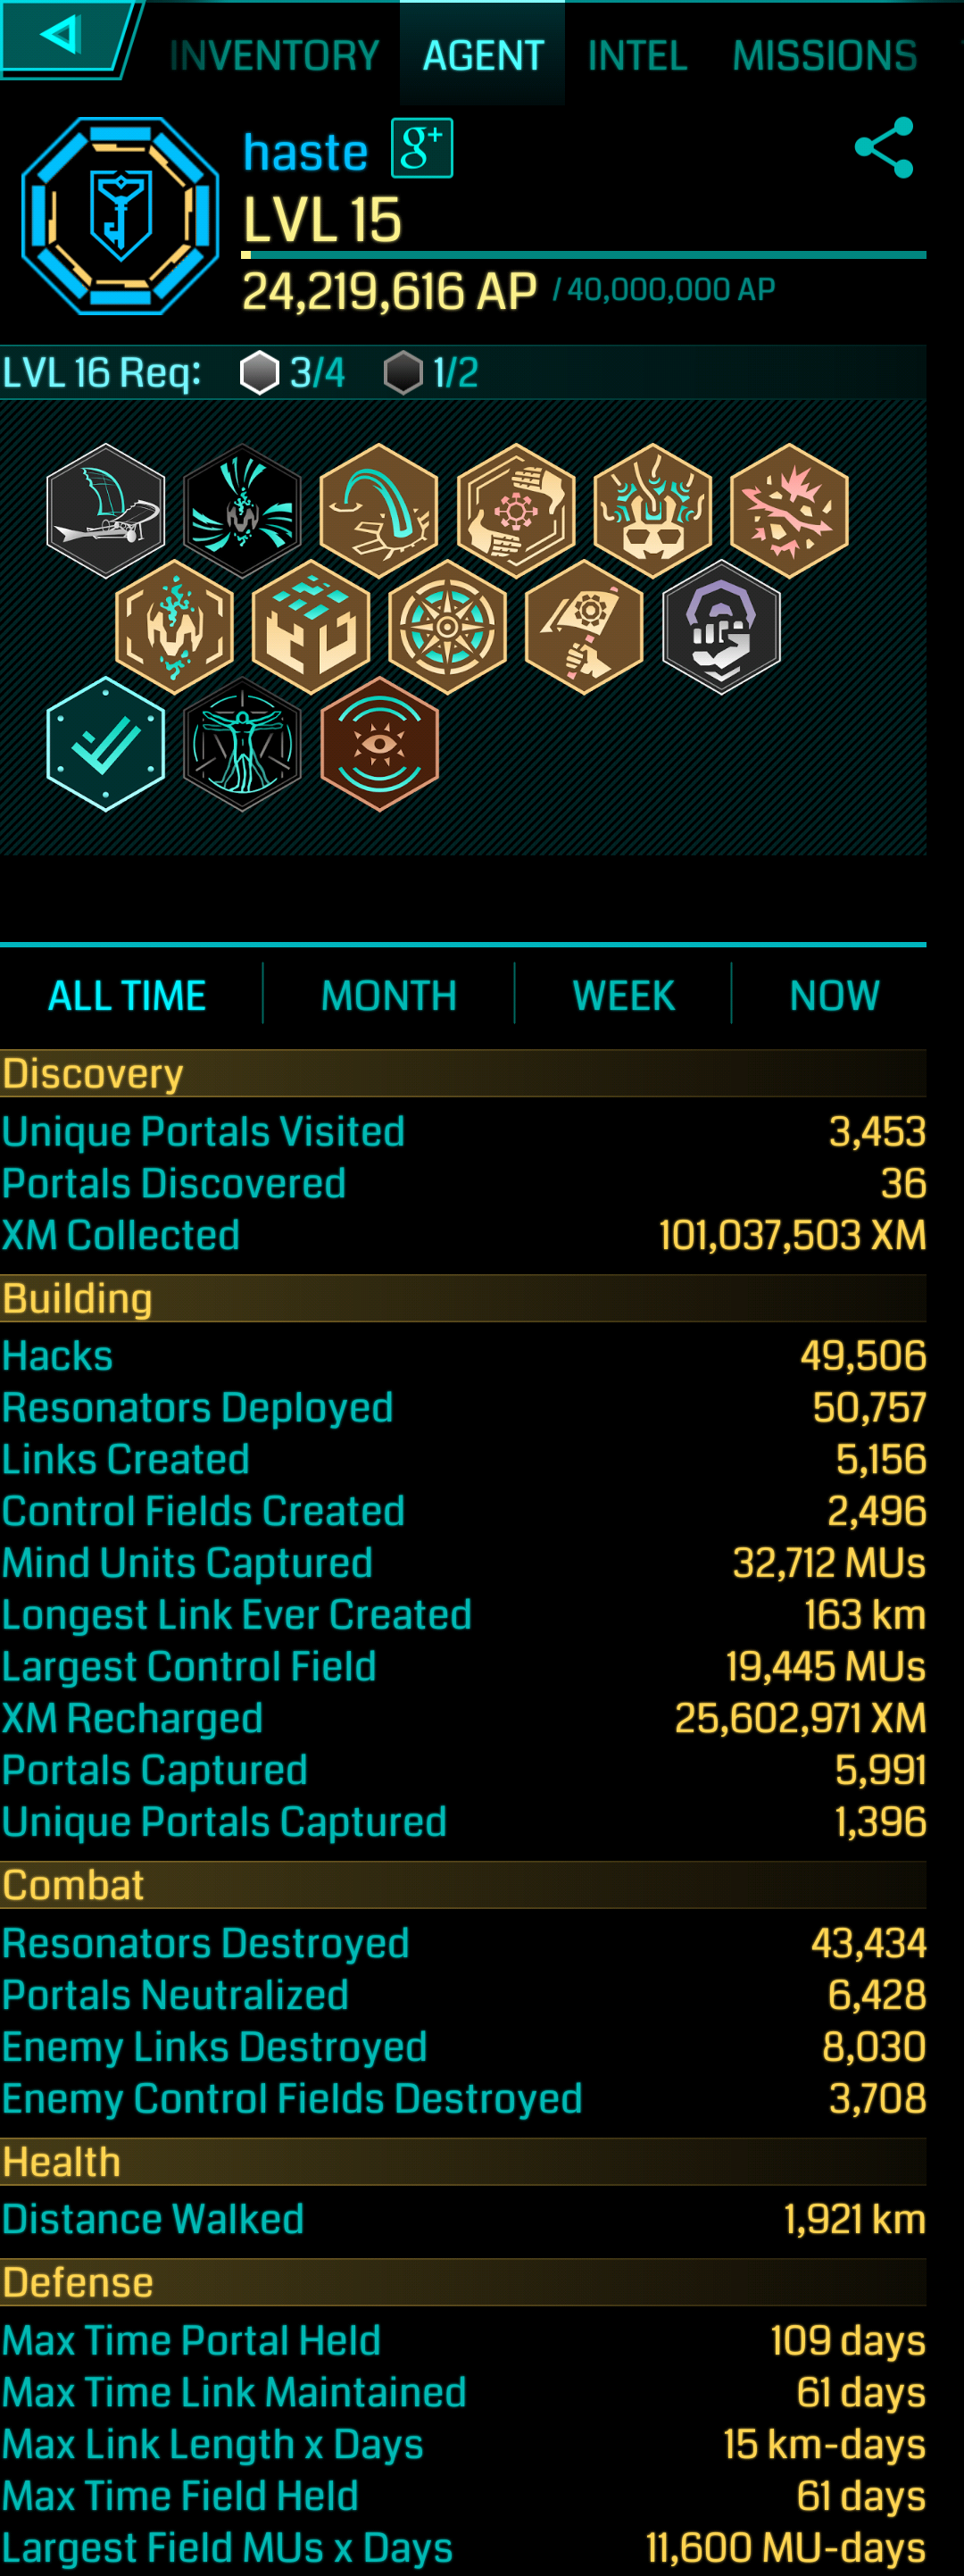 INVENTORY AGENT INTEL MISSIONS
haste g+
LVL 15
24,219,616 AP / 40,000,000 AP
LVL 16 Req: 3/4 1/2
ALL TIME MONTH WEEK NOW
Discovery
Unique Portals Visited 3,453
Portals Discovered 36
XM Collected 101,037,503 XM
Building
Hacks 49,506
Resonators Deployed 50,757
Links Created 5,156
Control Fields Created 2,496
Mind Units Captured 32,712 MUs
Longest Link Ever Created 163 km
Largest Control Field 19,445 MUs
XM Recharged 25,602,971 XM
Portals Captured 5,991
Unique Portals Captured 1,396
Combat
Resonators Destroyed 43,434
Portals Neutralized 6,428
Enemy Links Destroyed 8,030
Enemy Control Fields Destroyed 3,708
Health
Distance Walked 1,921 km
Defense
Max Time Portal Held 109 days
Max Time Link Maintained 61 days
Max Link Length x Days 15 km-days
Max Time Field Held 61 days
Largest Field MUs x Days 11,600 MU-days